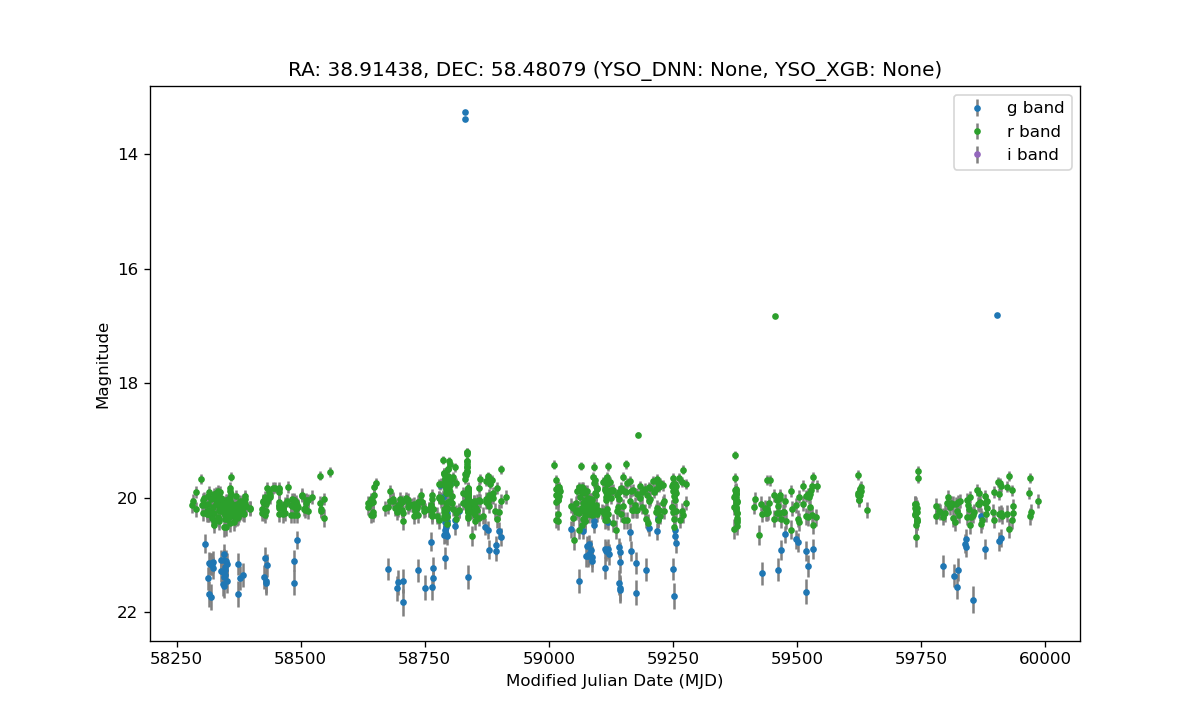 RA: 38.91438, DEC: 58.48079 (YSO_DNN: None, YSO_XGB: None)
g band
r band
i band
14
16
18
20
22
Magnitude
58250 58500 58750 59000 59250 59500 59750 60000
Modified Julian Date (MJD)